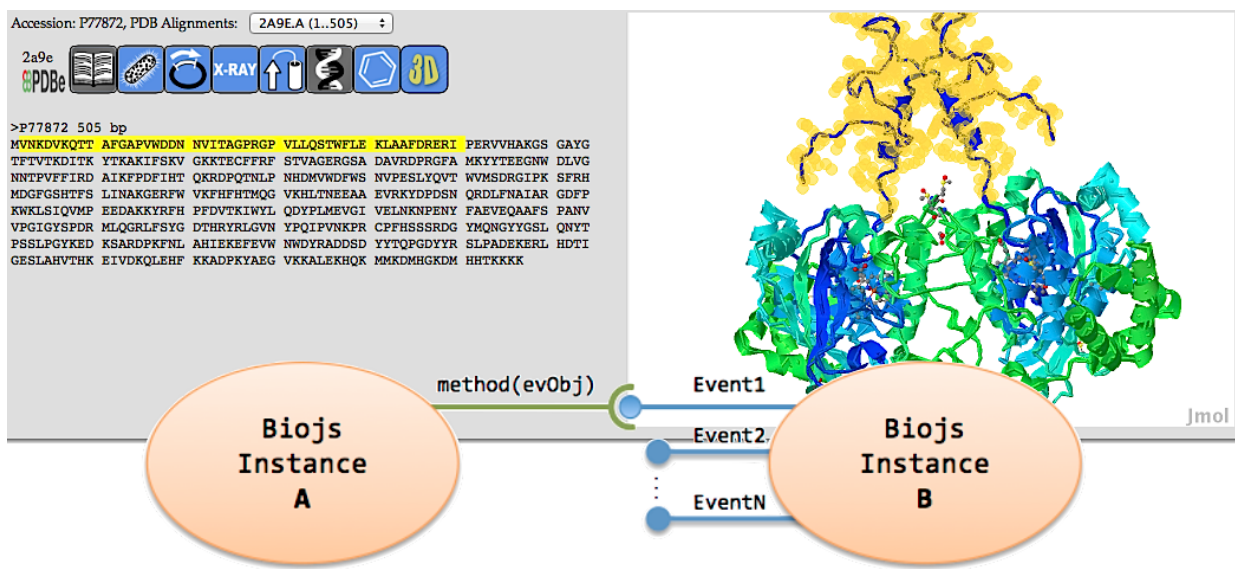 Accession: P77872, PDB Alignments: 2A9E.A (1..505)
2a9e
PDBe
X-RAY
3D
>P77872 505 bp
MVNKDVKQTT AFGAPVWDDN NVITAGPRGP VLLQSTWFLE KLAAFDRERI PERVVHAKGS GAYG
TFTVTKDITK YTKAKIFSKV GKKTECFFRF STVAGERGSA DAVRDPRGFA MKYYTEEGNW DLVG
NNTPVFFIRD AIKFPDFIHT QKRDPQTNLP NHDMVWDFWS NVPESLYQVT WVMSDRGIPK SFRH
MDGFGSHTFS LINAKGERFW VKFHFHTMQG VKHLTNEEAA EVRKYDPDSN QRDLFNAIAR GDFP
KWKLSIQVMP EEDAKKYRFH PFDVTKIWYL QDYPLMEVGI VELNKNPENY FAEVEQAAFS PANV
VPGIGYSPDR MLQGRLFSYG DTHRYRLGVN YPQIPVNKPR CPFHSSSRDG YMQNGYYGSL QNYT
PSSLPGYKED KSARDPKFNL AHIEKEFEVW NWDYRADDSD YYTQPGDYYR SLPADEKERL HDTI
GESLAHVTHK EIVDKQLEHF KKADPKYAEG VKKALEKHQK MMKDMHGKDM HHTKKKK
Jmol
method(evObj)
Event1
Event2
EventN
Biojs
Instance
A
Biojs
Instance
B